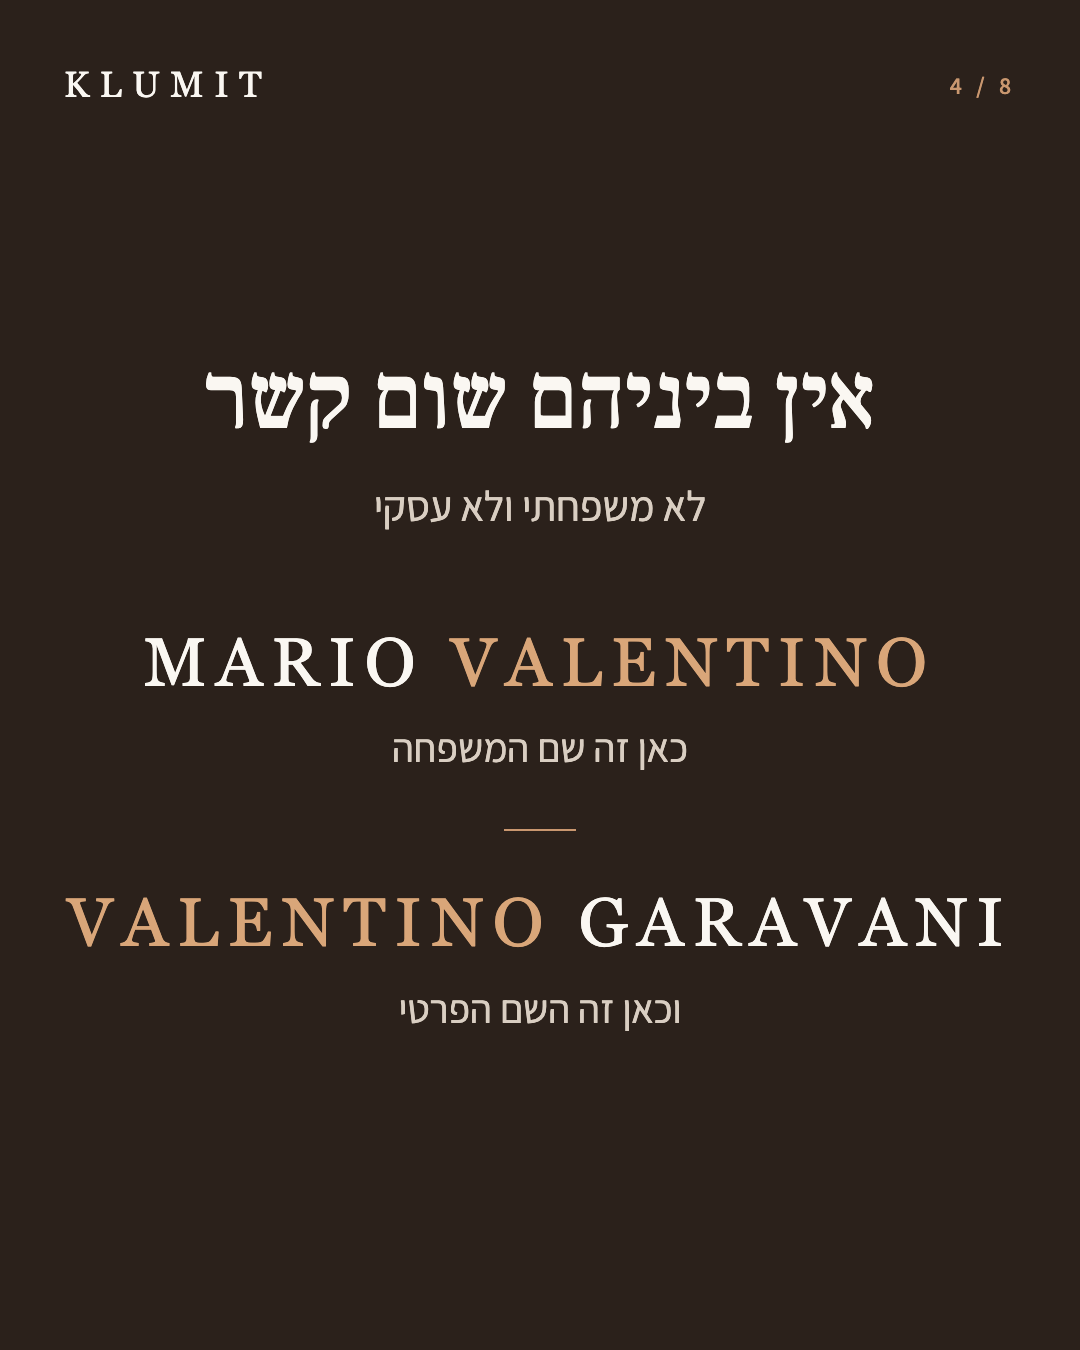 KLUMIT
4 / 8
אין ביניהם שום קשר
לא משפחתי ולא עסקי
MARIO VALENTINO
כאן זה שם המשפחה
VALENTINO GARAVANI
וכאן זה השם הפרטי